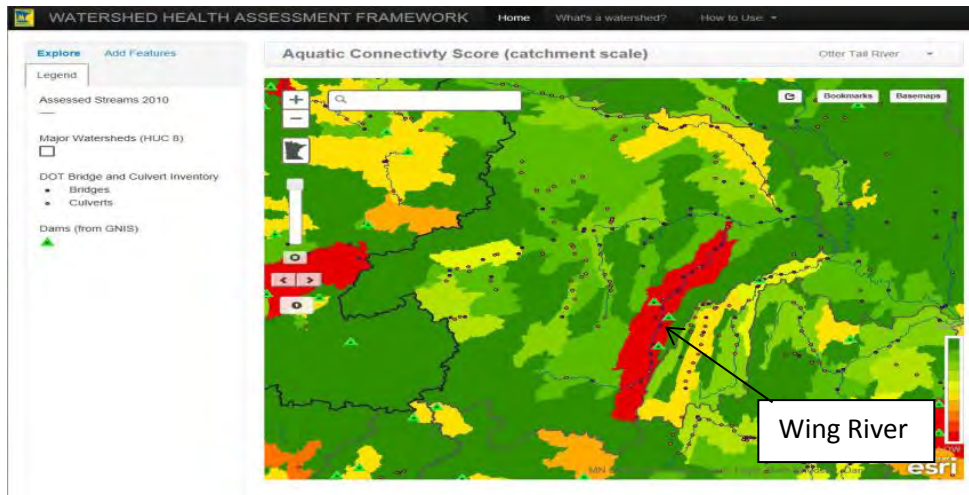 WATERSHED HEALTH ASSESSMENT FRAMEWORK Home What's a watershed? How to Use
Explore Add Features
Legend
Assessed Streams 2010
Major Watersheds (HUC 8)
DOT Bridge and Culvert Inventory
Bridges
Culverts
Dams (from GNIS)
Aquatic Connectivty Score (catchment scale)
Otter Tail River
Bookmarks Basemaps
Wing River
LOW
MN
esri